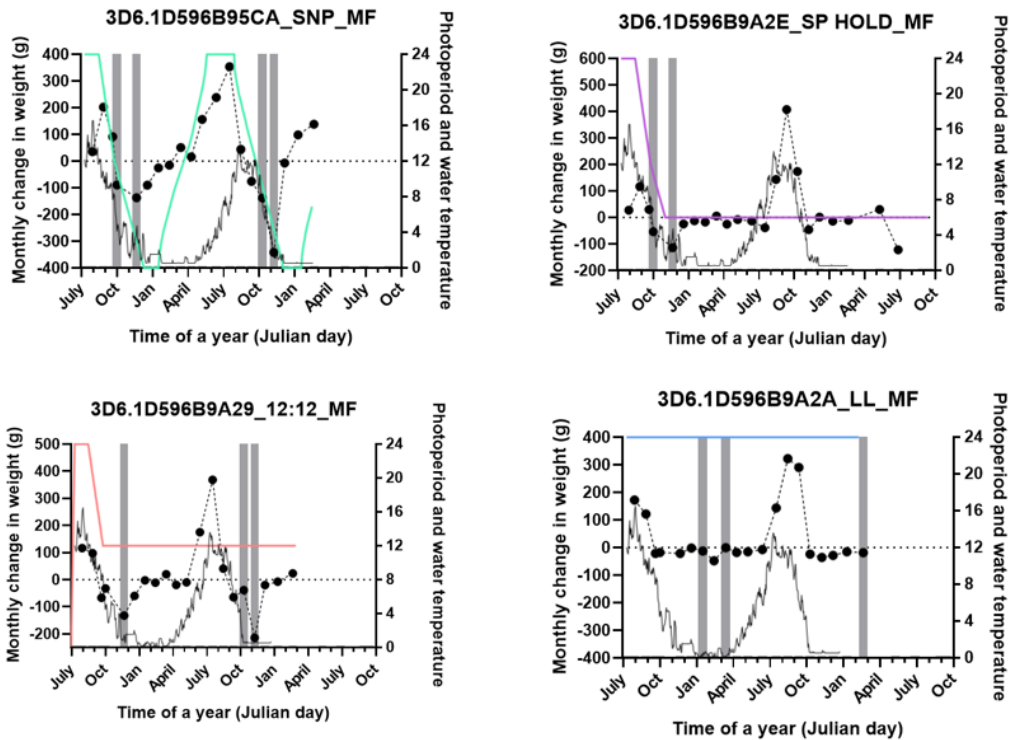 3D6.1D596B95CA_SNP_MF
Monthly change in weight (g)
400
300
200
100
0
-100
-200
-300
-400
24
20
16
12
8
4
0
Photoperiod and water temperature
July
Oct
Jan
April
July
Oct
Jan
April
July
Oct
Time of a year (Julian day)
3D6.1D596B9A2E_SP HOLD_MF
Monthly change in weight (g)
600
500
400
300
200
100
0
-100
-200
24
20
16
12
8
4
0
Photoperiod and water temperature
July
Oct
Jan
April
July
Oct
Jan
April
July
Oct
Time of a year (Julian day)
3D6.1D596B9A29_12:12_MF
Monthly change in weight (g)
500
400
300
200
100
0
-100
-200
24
20
16
12
8
4
0
Photoperiod and water temperature
July
Oct
Jan
April
July
Oct
Jan
April
July
Oct
Time of a year (Julian day)
3D6.1D596B9A2A_LL_MF
Monthly change in weight (g)
400
300
200
100
0
-100
-200
-300
-400
24
20
16
12
8
4
0
Photoperiod and water temperature
July
Oct
Jan
April
July
Oct
Jan
April
July
Oct
Time of a year (Julian day)